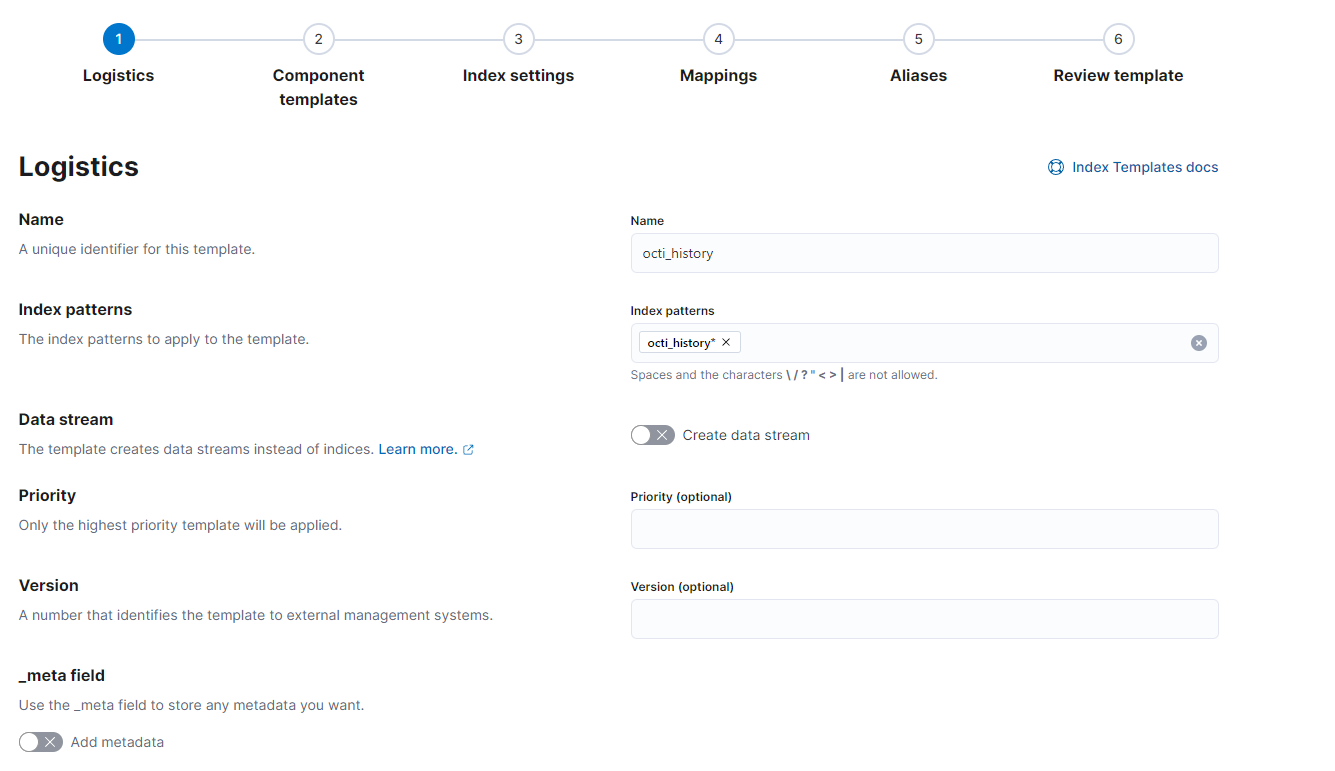 1
2
3
4
5
6
Logistics
Component
templates
Index settings
Mappings
Aliases
Review template
Logistics
Index Templates docs
Name
A unique identifier for this template.
Name
octi_history
Index patterns
The index patterns to apply to the template.
Index patterns
octi_history*
Spaces and the characters \ / ? " < > | are not allowed.
Data stream
The template creates data streams instead of indices. Learn more.
Create data stream
Priority
Only the highest priority template will be applied.
Priority (optional)
Version
A number that identifies the template to external management systems.
Version (optional)
_meta field
Use the _meta field to store any metadata you want.
Add metadata